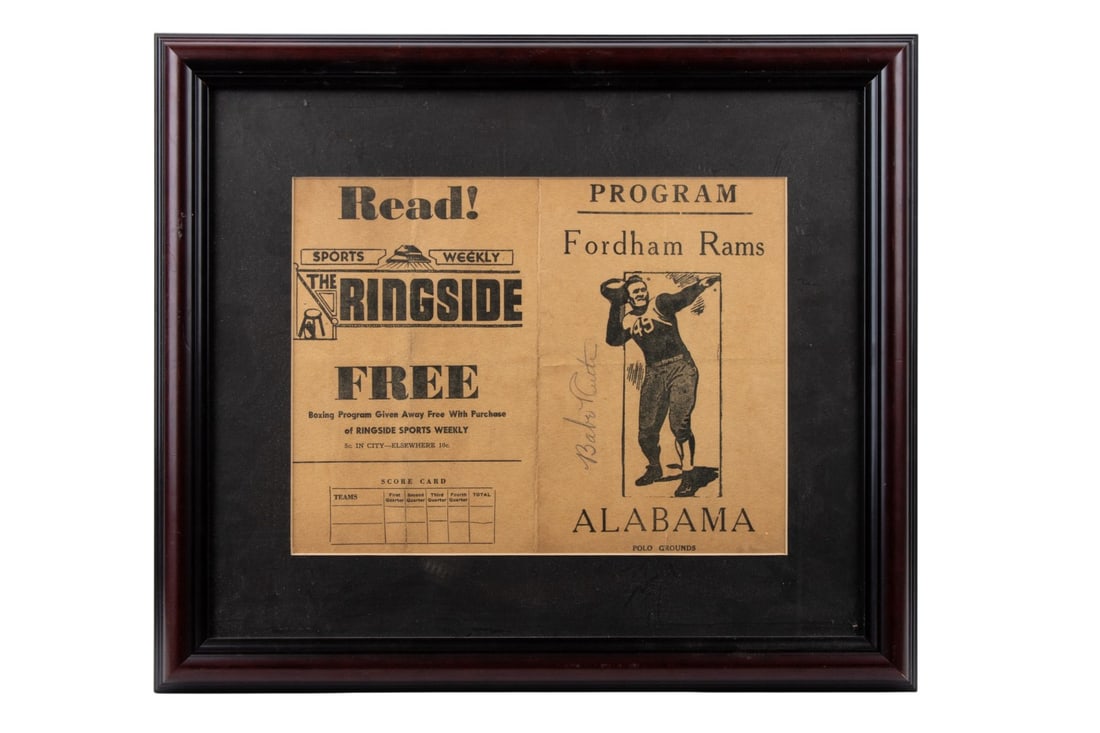 Read!
SPORTS WEEKLY
THE RINGSIDE
FREE
Boxing Program Given Away Free With Purchase
of RINGSIDE SPORTS WEEKLY
5c IN CITY—ELSEWHERE 10c
SCORE CARD
TEAMS First Quarter Second Quarter Third Quarter Fourth Quarter TOTAL
PROGRAM
Fordham Rams
45
Babe Ruth
ALABAMA
POLO GROUNDS